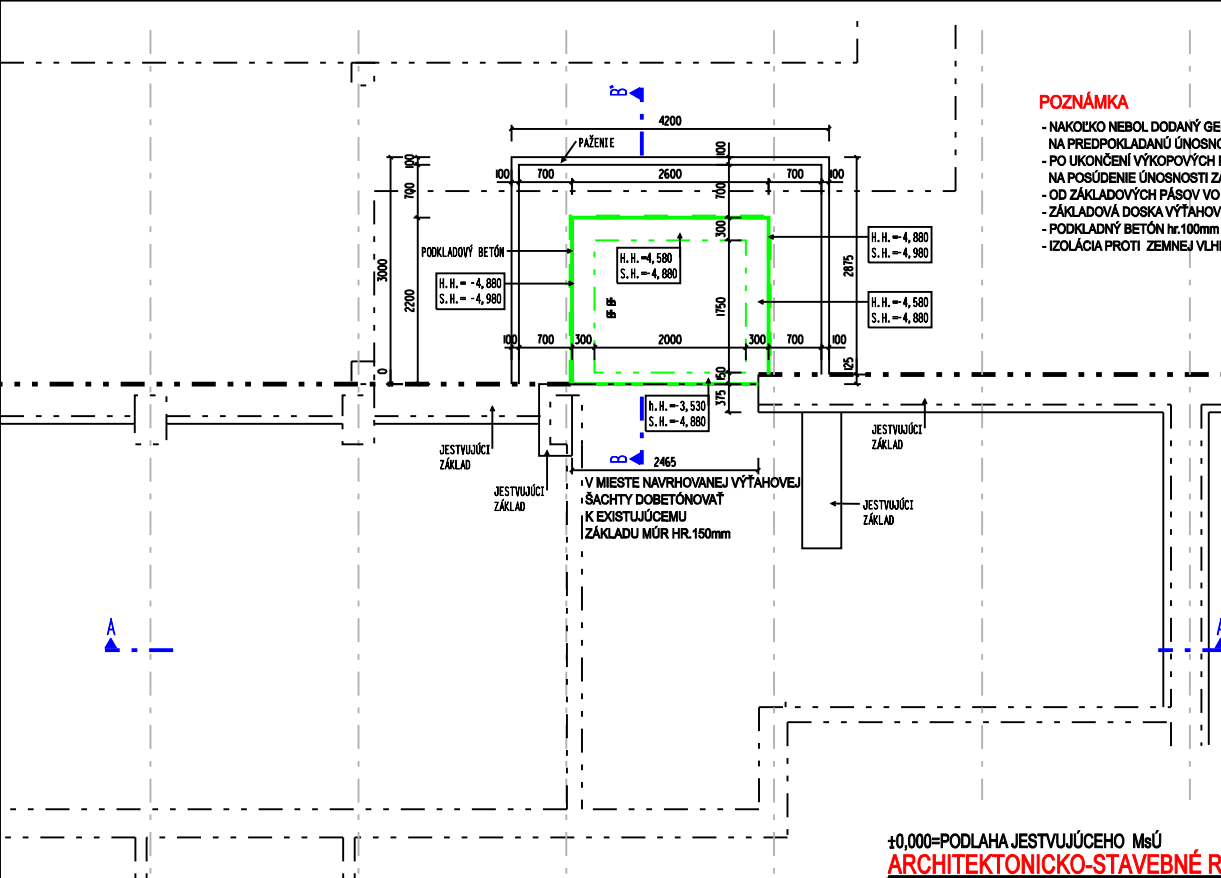 B'
4200
PAŽENIE
100
100
700
2600
700
100
100
700
700
300
PODKLADOVÝ BETÓN
H.H.=4,580
S.H.=-4,880
H.H.=-4,880
S.H.=-4,980
H.H.= -4,880
S.H.= -4,980
3000
2200
2875
1750
H.H.=-4,580
S.H.=-4,880
100
700
300
2000
300
700
100
0
150
125
375
h.H.=-3,530
S.H.=-4,880
JESTVUJÚCI
ZÁKLAD
JESTVUJÚCI
ZÁKLAD
B'
2465
V MIESTE NAVRHOVANEJ VÝŤAHOVEJ
ŠACHTY DOBETÓNOVAŤ
K EXISTUJÚCEMU
ZÁKLADU MÚR HR.150mm
JESTVUJÚCI
ZÁKLAD
JESTVUJÚCI
ZÁKLAD
A
A
POZNÁMKA
- NAKOĽKO NEBOL DODANÝ GE
NA PREDPOKLADANÚ ÚNOSNO
- PO UKONČENÍ VÝKOPOVÝCH
NA POSÚDENIE ÚNOSNOSTI ZÁ
- OD ZÁKLADOVÝCH PÁSOV VO
- ZÁKLADOVÁ DOSKA VÝŤAHOV
- PODKLADNÝ BETÓN hr.100mm
- IZOLÁCIA PROTI ZEMNEJ VLH
±0,000=PODLAHA JESTVUJÚCEHO MsÚ
ARCHITEKTONICKO-STAVEBNÉ R